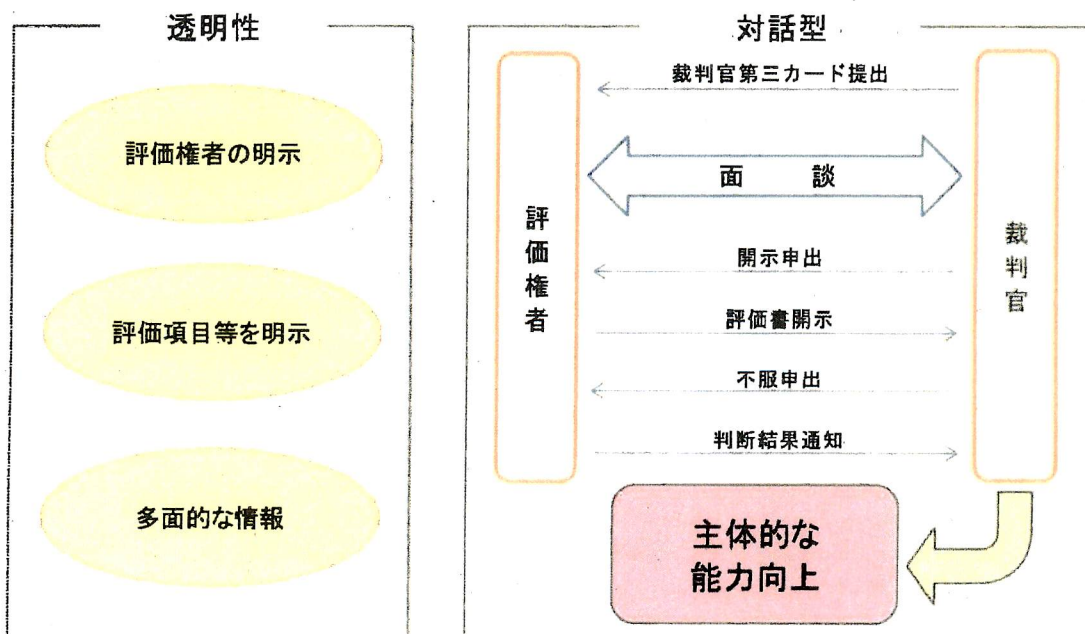 透明性
評価権者の明示
評価項目等を明示
多面的な情報
対話型
評価権者
裁判官第三カード提出
面 談
開示申出
評価書開示
不服申出
判断結果通知
裁判官
主体的な
能力向上